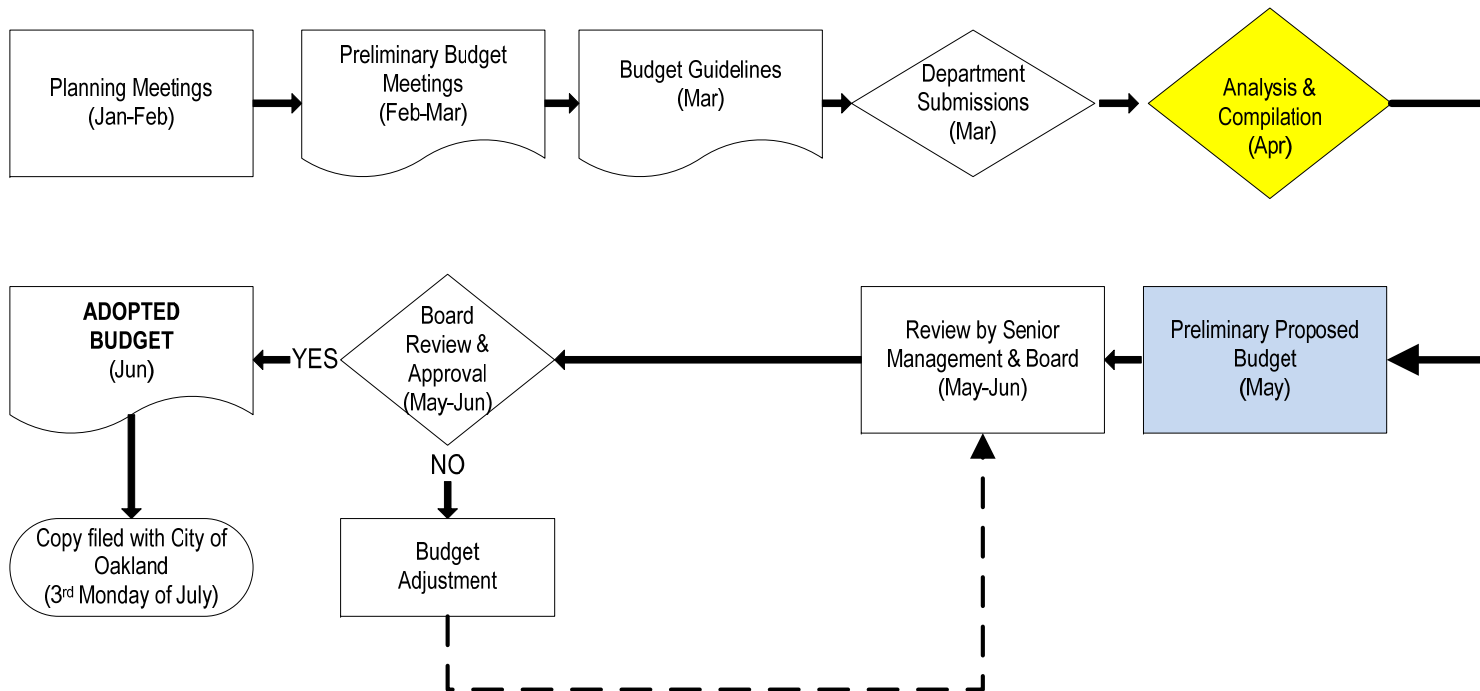 Planning Meetings
(Jan-Feb)
Preliminary Budget
Meetings
(Feb-Mar)
Budget Guidelines
(Mar)
Department
Submissions
(Mar)
Analysis &
Compilation
(Apr)
Preliminary Proposed
Budget
(May)
Review by Senior
Management & Board
(May-Jun)
Board
Review &
Approval
(May-Jun)
YES
ADOPTED
BUDGET
(Jun)
NO
Budget
Adjustment
Copy filed with City of
Oakland
(3rd Monday of July)